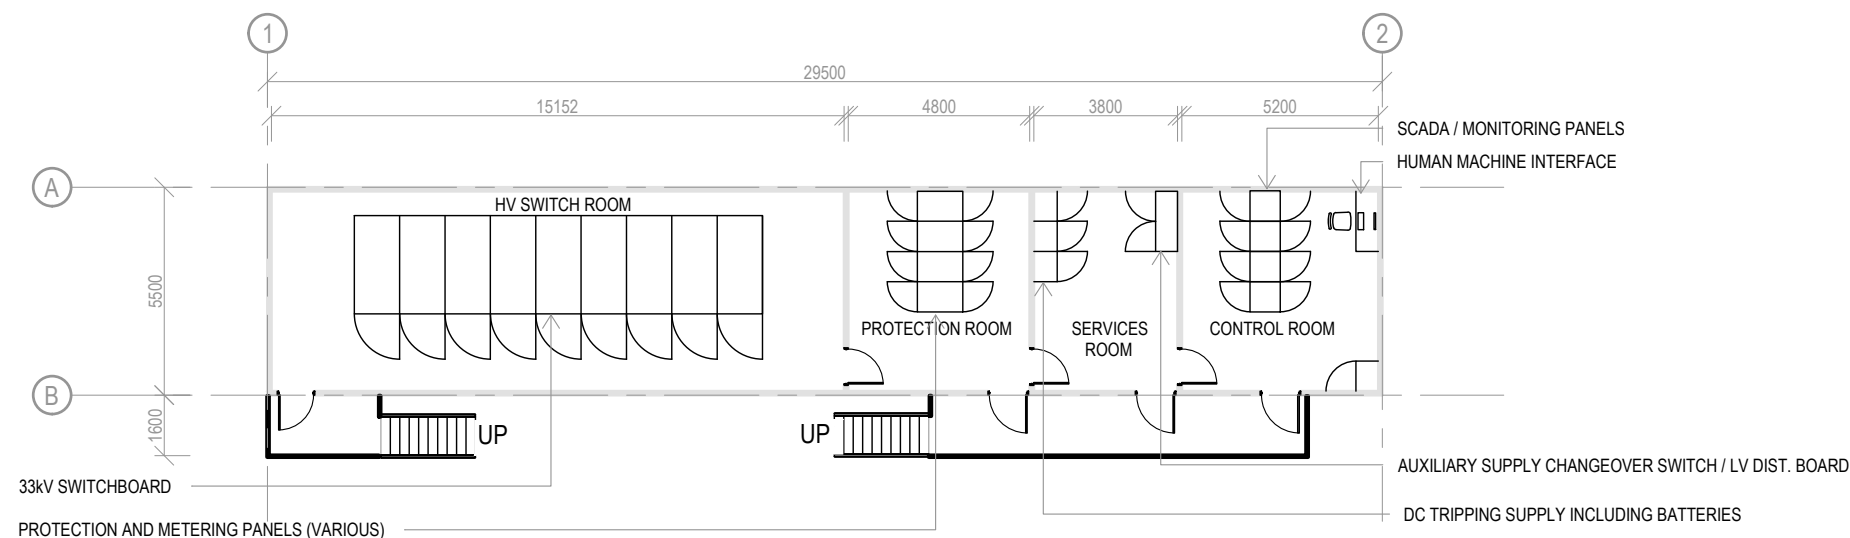 1
2
29500
15152
4800
3800
5200
SCADA / MONITORING PANELS
HUMAN MACHINE INTERFACE
A
HV SWITCH ROOM
5500
PROTECTION ROOM
SERVICES
ROOM
CONTROL ROOM
B
1600
UP
UP
AUXILIARY SUPPLY CHANGEOVER SWITCH / LV DIST. BOARD
33kV SWITCHBOARD
DC TRIPPING SUPPLY INCLUDING BATTERIES
PROTECTION AND METERING PANELS (VARIOUS)